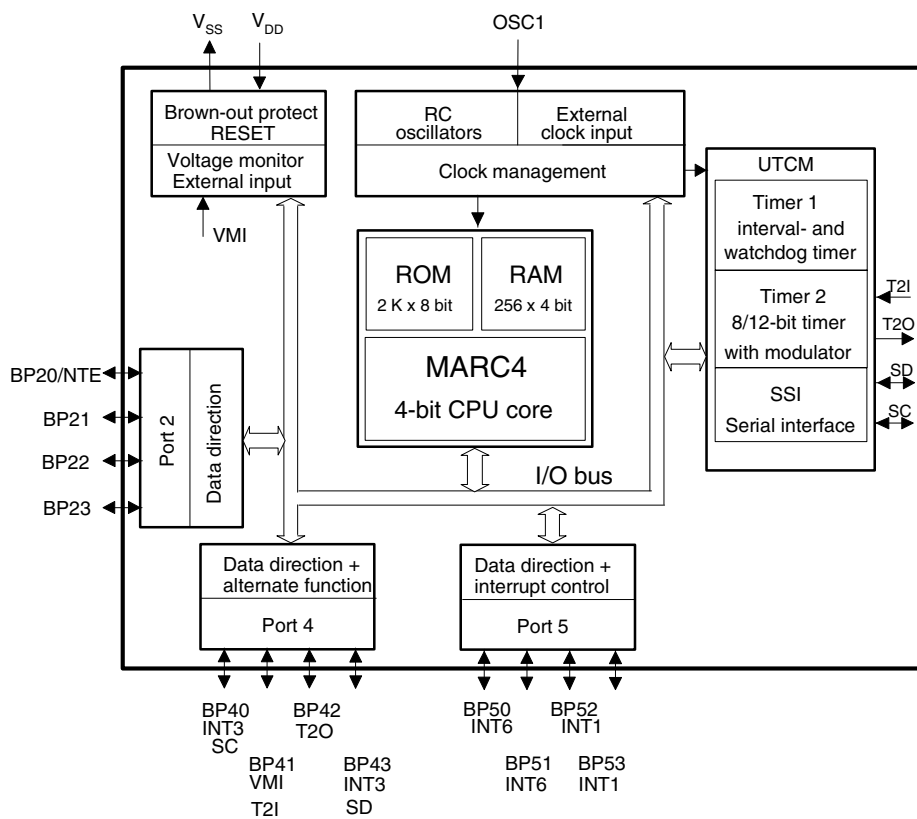 VSS
VDD
OSC1
Brown-out protect
RESET
Voltage monitor
External input
VMI
RC
oscillators
External
clock input
Clock management
UTCM
Timer 1
interval- and
watchdog timer
Timer 2
8/12-bit timer
with modulator
SSI
Serial interface
T2I
T2O
SD
SC
ROM
2 K x 8 bit
RAM
256 x 4 bit
MARC4
4-bit CPU core
I/O bus
BP20/NTE
BP21
BP22
BP23
Port 2
Data direction
Data direction +
alternate function
Port 4
Data direction +
interrupt control
Port 5
BP40
INT3
SC
BP41
VMI
T2I
BP42
T2O
BP43
INT3
SD
BP50
INT6
BP51
INT6
BP52
INT1
BP53
INT1